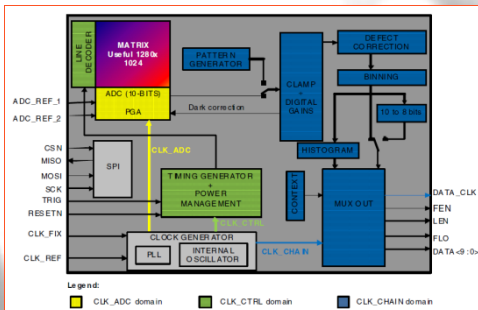 LINE
DECODER
MATRIX
Useful 1280x
1024
ADC (10-BITS)
PGA
PATTERN
GENERATOR
CLAMP
+
DIGITAL
GAINS
DEFECT
CORRECTION
BINNING
10 to 8 bits
Dark correction
HISTOGRAM
ADC_REF_1
ADC_REF_2
CSN
MISO
MOSI
SCK
TRIG
RESETN
CLK_FIX
CLK_REF
SPI
CLK_ADC
TIMING GENERATOR
+
POWER
MANAGEMENT
CLK_CTRL
CLOCK GENERATOR
PLL
INTERNAL
OSCILLATOR
CLK_CHAIN
CONTEXT
MUX OUT
DATA_CLK
FEN
LEN
FLO
DATA<9:0>
Legend:
CLK_ADC domain
CLK_CTRL domain
CLK_CHAIN domain